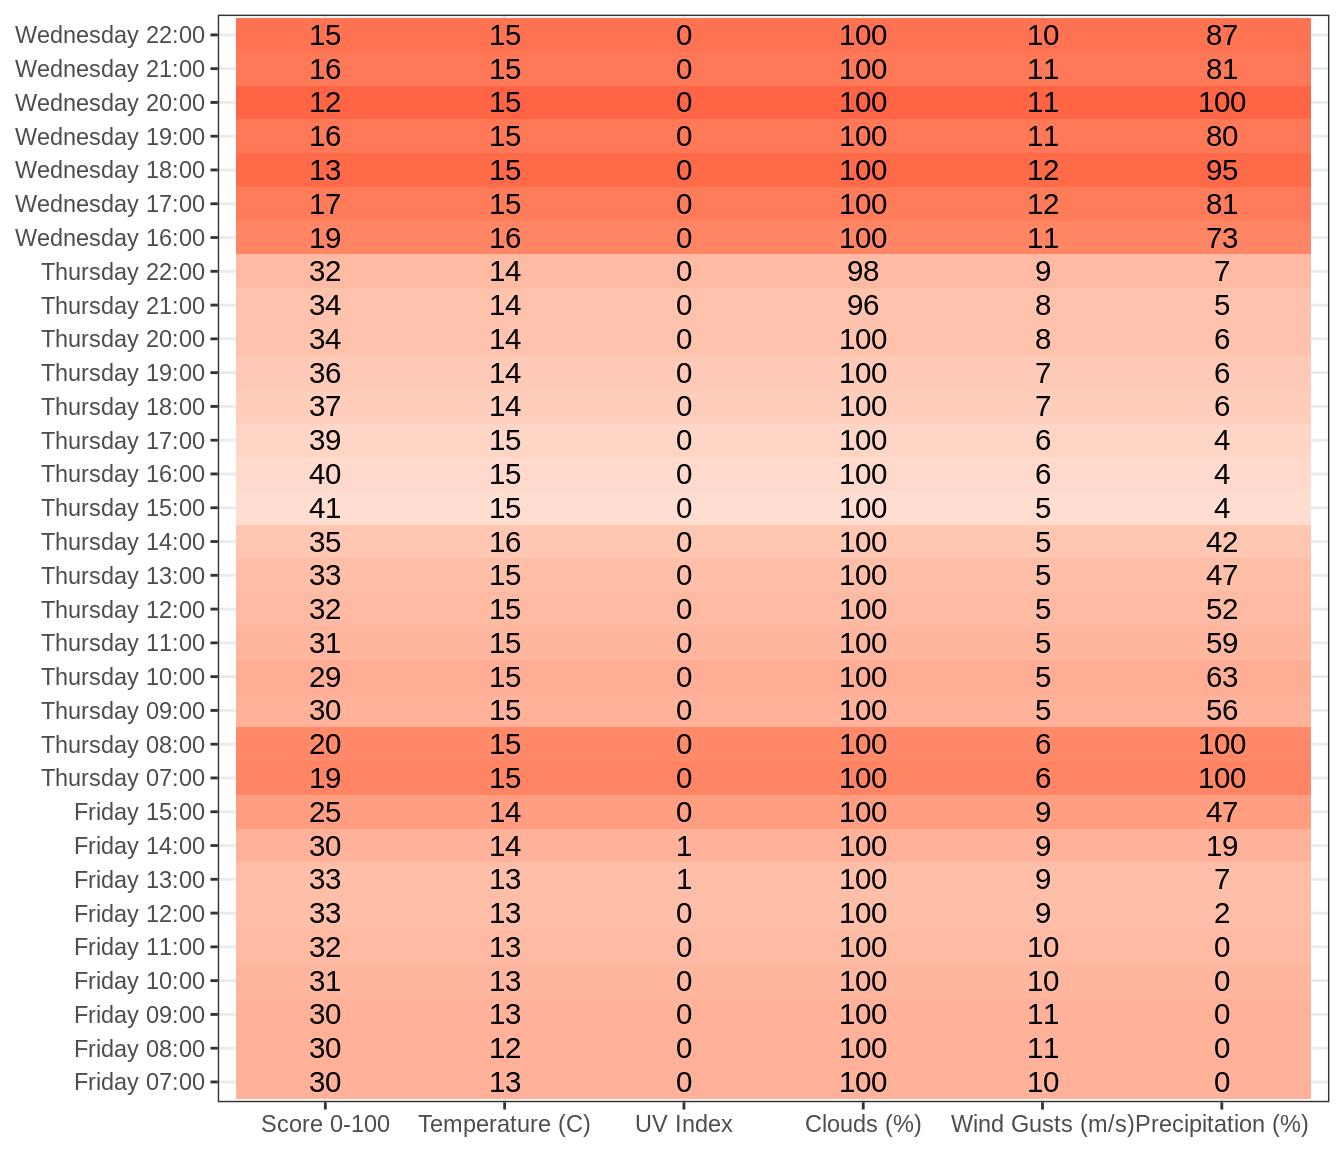 Wednesday 22:00 15 15 0 100 10 87
Wednesday 21:00 16 15 0 100 11 81
Wednesday 20:00 12 15 0 100 11 100
Wednesday 19:00 16 15 0 100 11 80
Wednesday 18:00 13 15 0 100 12 95
Wednesday 17:00 17 15 0 100 12 81
Wednesday 16:00 19 16 0 100 11 73
Thursday 22:00 32 14 0 98 9 7
Thursday 21:00 34 14 0 96 8 5
Thursday 20:00 34 14 0 100 8 6
Thursday 19:00 36 14 0 100 7 6
Thursday 18:00 37 14 0 100 7 6
Thursday 17:00 39 15 0 100 6 4
Thursday 16:00 40 15 0 100 6 4
Thursday 15:00 41 15 0 100 5 4
Thursday 14:00 35 16 0 100 5 42
Thursday 13:00 33 15 0 100 5 47
Thursday 12:00 32 15 0 100 5 52
Thursday 11:00 31 15 0 100 5 59
Thursday 10:00 29 15 0 100 5 63
Thursday 09:00 30 15 0 100 5 56
Thursday 08:00 20 15 0 100 6 100
Thursday 07:00 19 15 0 100 6 100
Friday 15:00 25 14 0 100 9 47
Friday 14:00 30 14 1 100 9 19
Friday 13:00 33 13 1 100 9 7
Friday 12:00 33 13 0 100 9 2
Friday 11:00 32 13 0 100 10 0
Friday 10:00 31 13 0 100 10 0
Friday 09:00 30 13 0 100 11 0
Friday 08:00 30 12 0 100 11 0
Friday 07:00 30 13 0 100 10 0
Score 0-100 Temperature (C) UV Index Clouds (%) Wind Gusts (m/s) Precipitation (%)